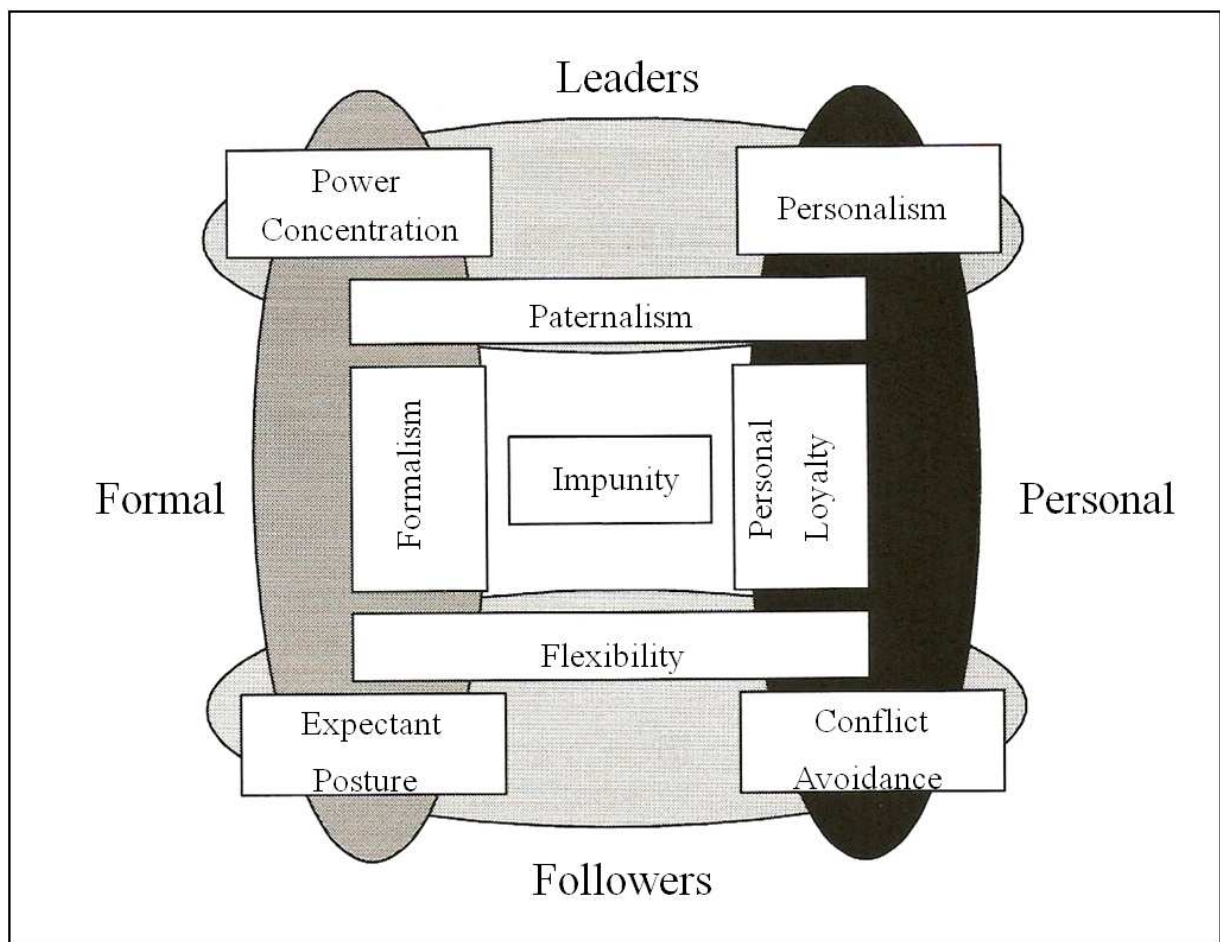 Leaders
Power
Concentration
Personalism
Paternalism
Formal
Formalism
Impunity
Personal
Loyalty
Personal
Flexibility
Expectant
Posture
Conflict
Avoidance
Followers